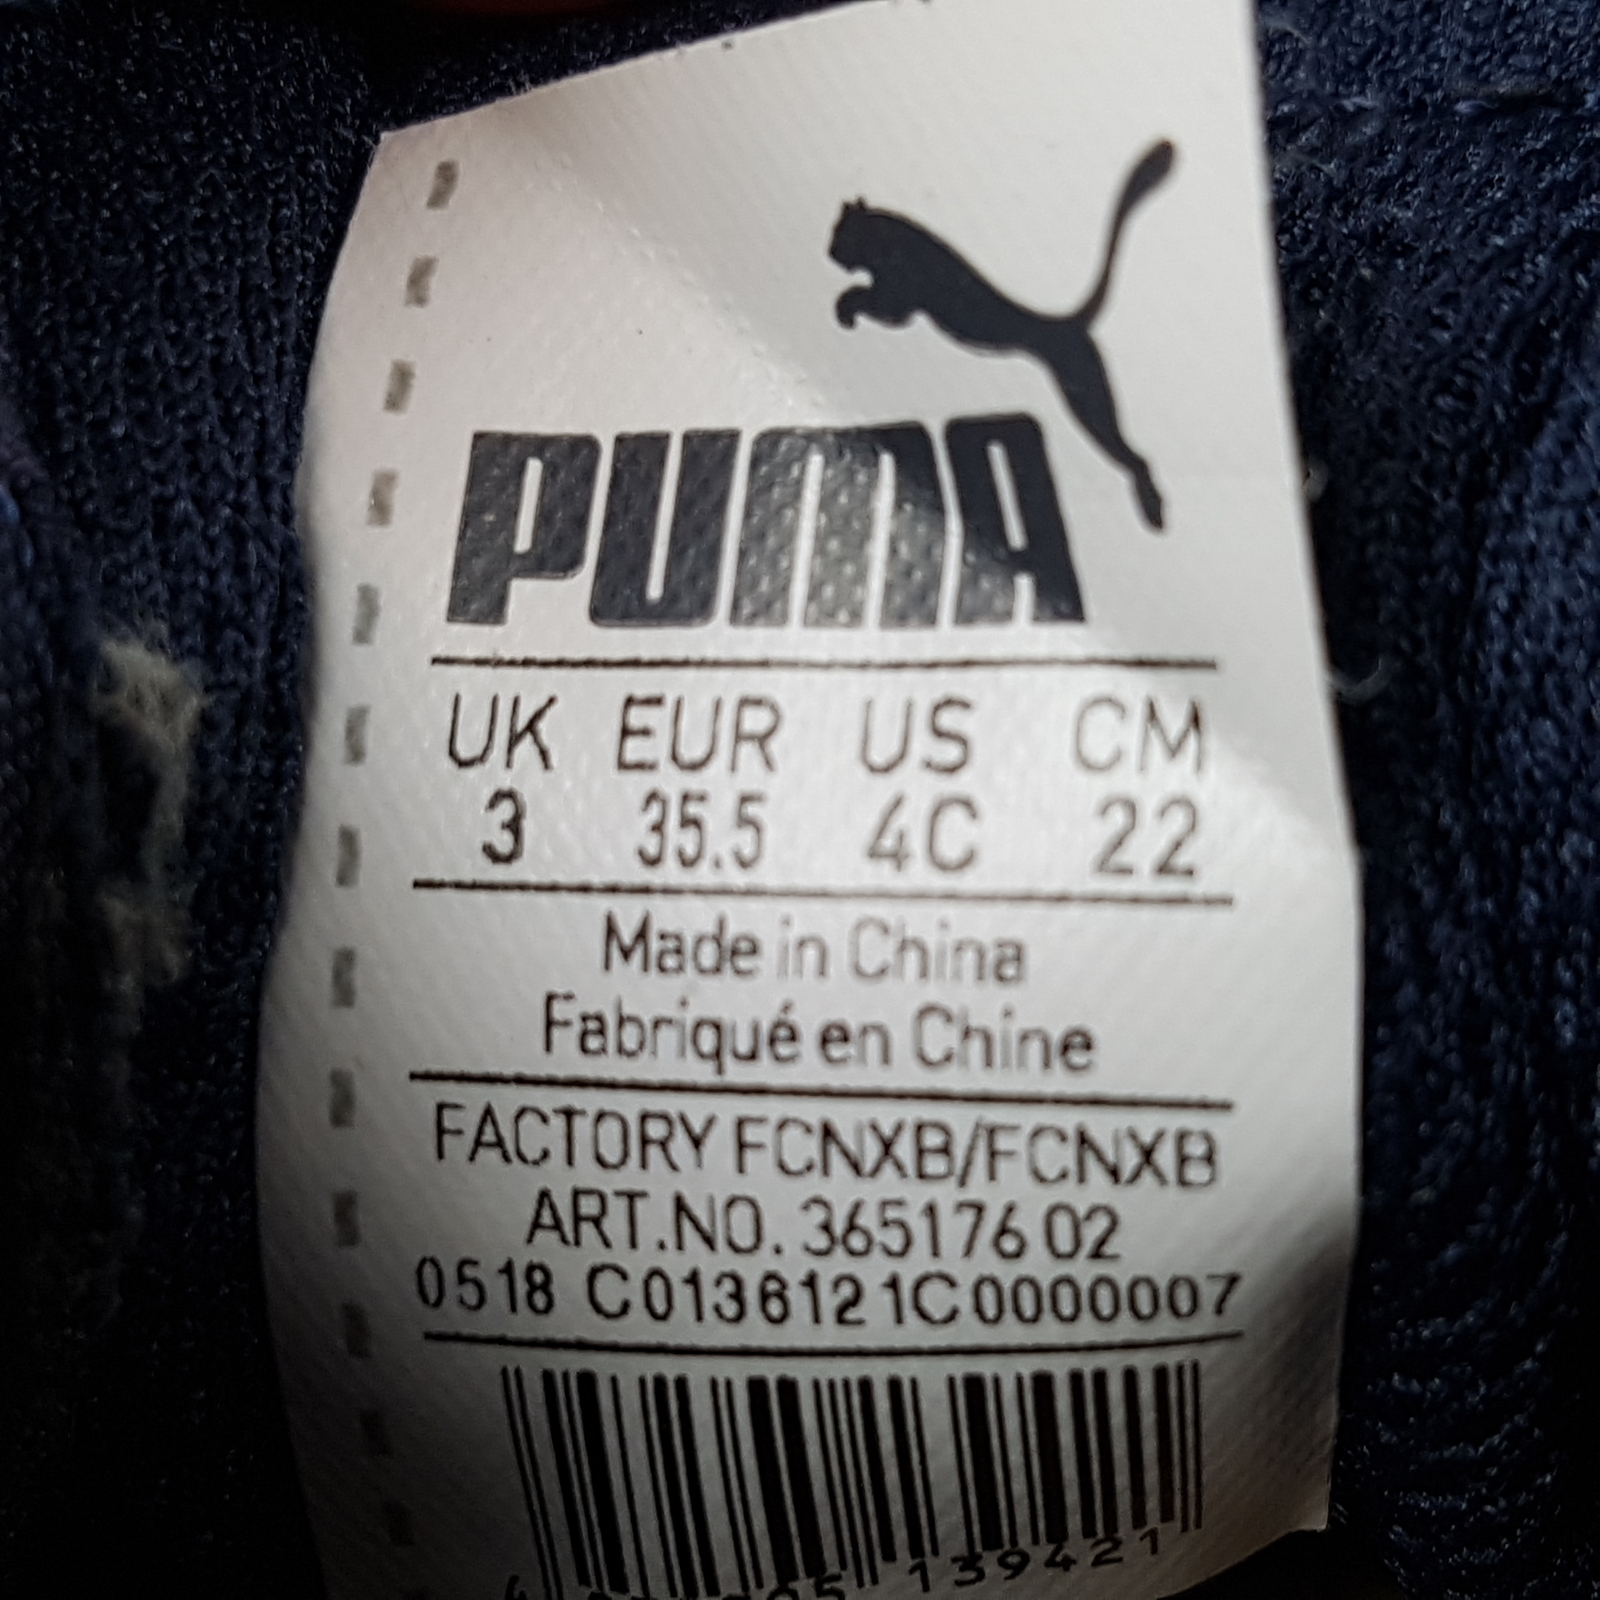 PUMA
UK EUR US CM
3 35.5 4C 22
Made in China
Fabriqué en Chine
FACTORY FCNXB/FCNXB
ART.NO. 365176 02
0518 C0136121C0000007
139421